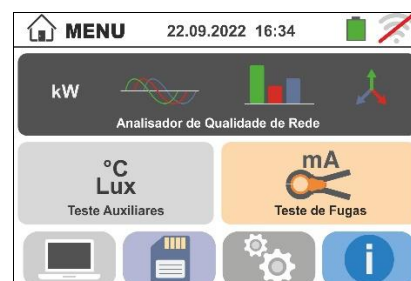 MENU 22.09.2022 16:34
kW
Analisador de Qualidade de Rede
°C
Lux
Teste Auxiliares
mA
Teste de Fugas
i